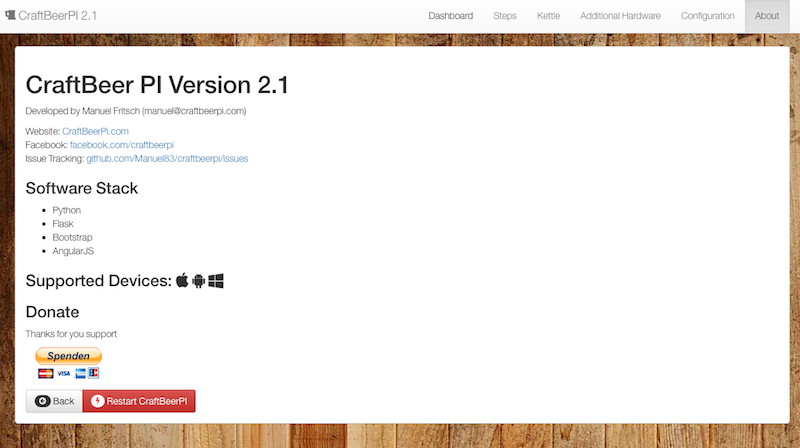 CraftBeerPI 2.1 Dashboard Steps Kettle Additional Hardware Configuration About
CraftBeer PI Version 2.1
Developed by Manuel Fritsch (manuel@craftbeerpi.com)
Website: CraftBeerPi.com
Facebook: facebook.com/craftbeerpi
Issue Tracking: github.com/Manuel83/craftbeerpi/issues
Software Stack
Python
Flask
Bootstrap
AngularJS
Supported Devices:
Donate
Thanks for you support
Spenden
VISA
Back Restart CraftBeerPI